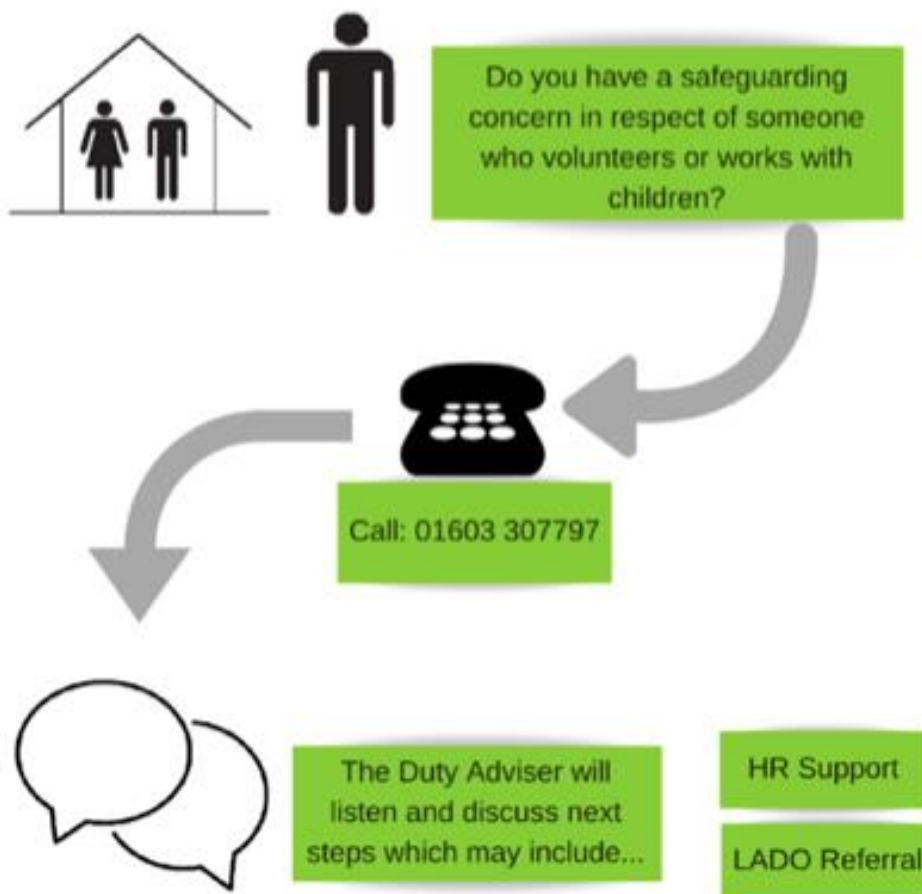 Do you have a safeguarding
concern in respect of someone
who volunteers or works with
children?
Call: 01603 307797
The Duty Adviser will
listen and discuss next
steps which may include...
HR Support
LADO Referral